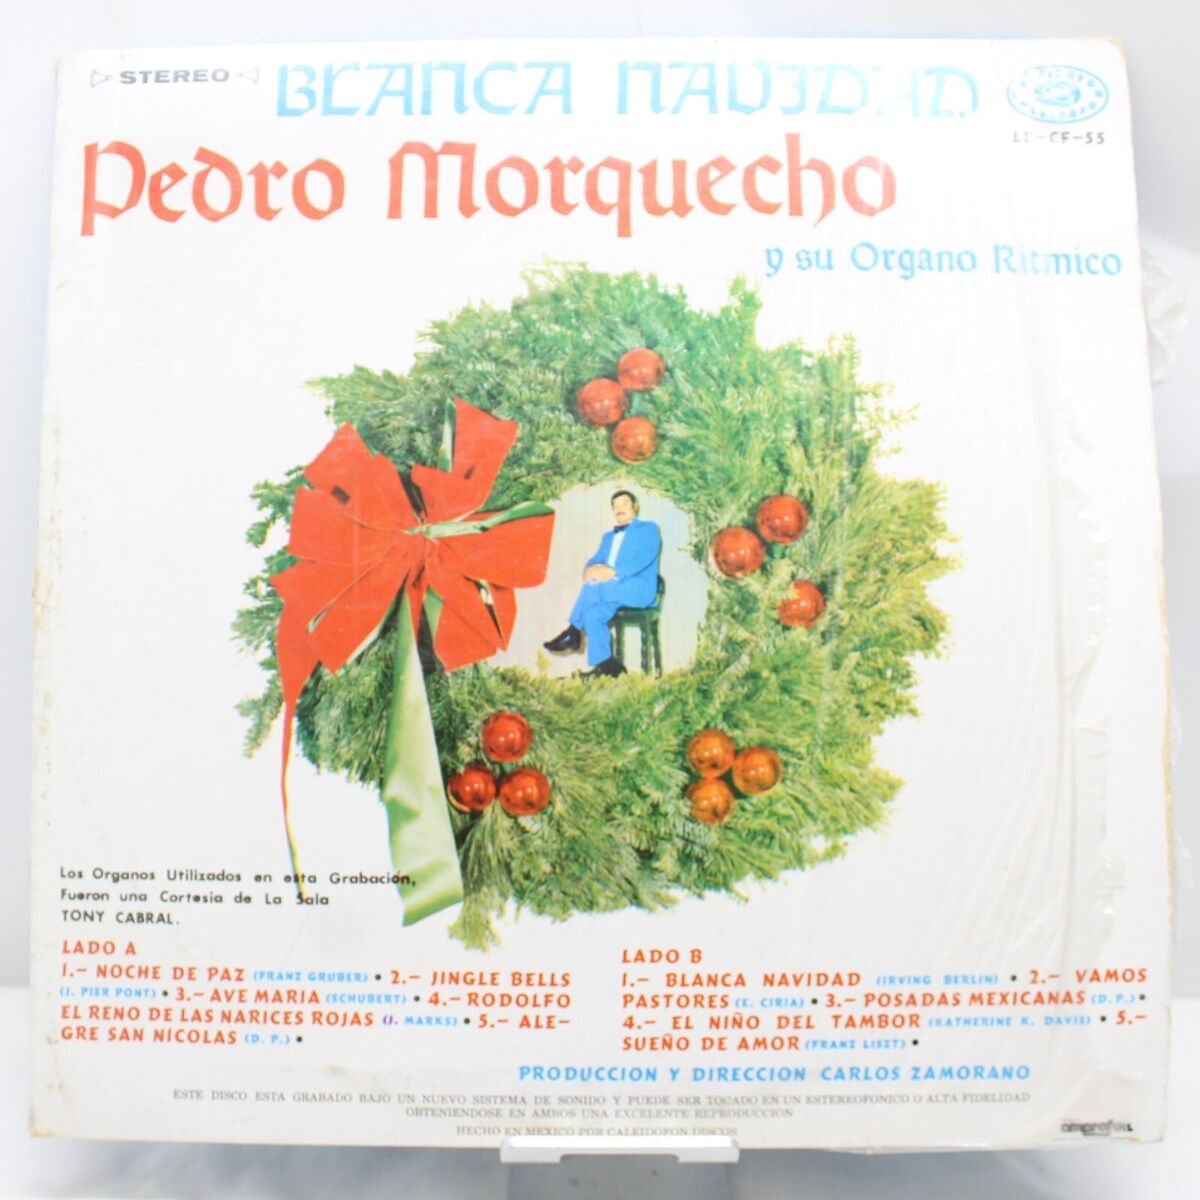 STEREO
BLANCA NAVIDAD
LP-CF-55
Pedro Morquecho
y su Organo Ritmico
Los Organos Utilizados en esta Grabación,
Fueron una Cortesia de La Sala
TONY CABRAL.
LADO A
1.- NOCHE DE PAZ (FRANZ GRUBER) • 2.- JINGLE BELLS
(J. PIER PONT) • 3.- AVE MARIA (SCHUBERT) • 4.- RODOLFO
EL RENO DE LAS NARICES ROJAS (J. MARKS) • 5.- ALE-
GRE SAN NICOLAS (D. P.) •
LADO B
1.- BLANCA NAVIDAD (IRVING BERLIN) • 2.- VAMOS
PASTORES (E. CIRIA) • 3.- POSADAS MEXICANAS (D. P.) •
4.- EL NIÑO DEL TAMBOR (KATHERINE K. DAVIS) • 5.-
SUEÑO DE AMOR (FRANZ LISZT) •
PRODUCCION Y DIRECCION CARLOS ZAMORANO
ESTE DISCO ESTA GRABADO BAJO UN NUEVO SISTEMA DE SONIDO Y PUEDE SER TOCADO EN UN ESTEREOFONICO O ALTA FIDELIDAD
OBTENIENDOSE EN AMBOS UNA EXCELENTE REPRODUCCION
HECHO EN MEXICO POR CALEIDOFON DISCOS